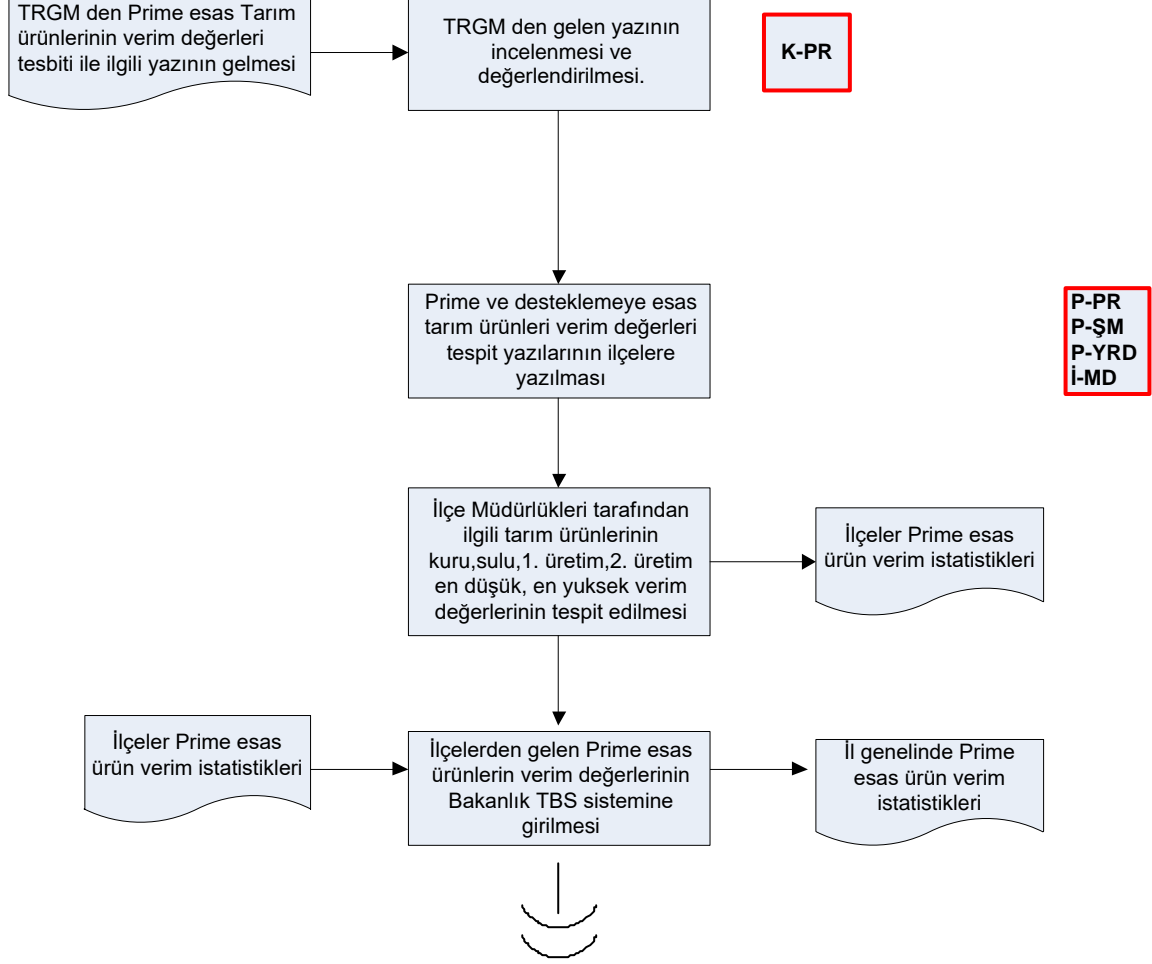 TRGM den Prime esas Tarım
ürünlerinin verim değerleri
tesbiti ile ilgili yazının gelmesi
TRGM den gelen yazının
incelenmesi ve
değerlendirilmesi.
K-PR
Prime ve desteklemeye esas
tarım ürünleri verim değerleri
tespit yazılarının ilçelere
yazılması
P-PR
P-ŞM
P-YRD
İ-MD
İlçe Müdürlükleri tarafından
ilgili tarım ürünlerinin
kuru,sulu,1. üretim,2. üretim
en düşük, en yuksek verim
değerlerinin tespit edilmesi
İlçeler Prime esas
ürün verim istatistikleri
İlçeler Prime esas
ürün verim istatistikleri
İlçelerden gelen Prime esas
ürünlerin verim değerlerinin
Bakanlık TBS sistemine
girilmesi
İl genelinde Prime
esas ürün verim
istatistikleri